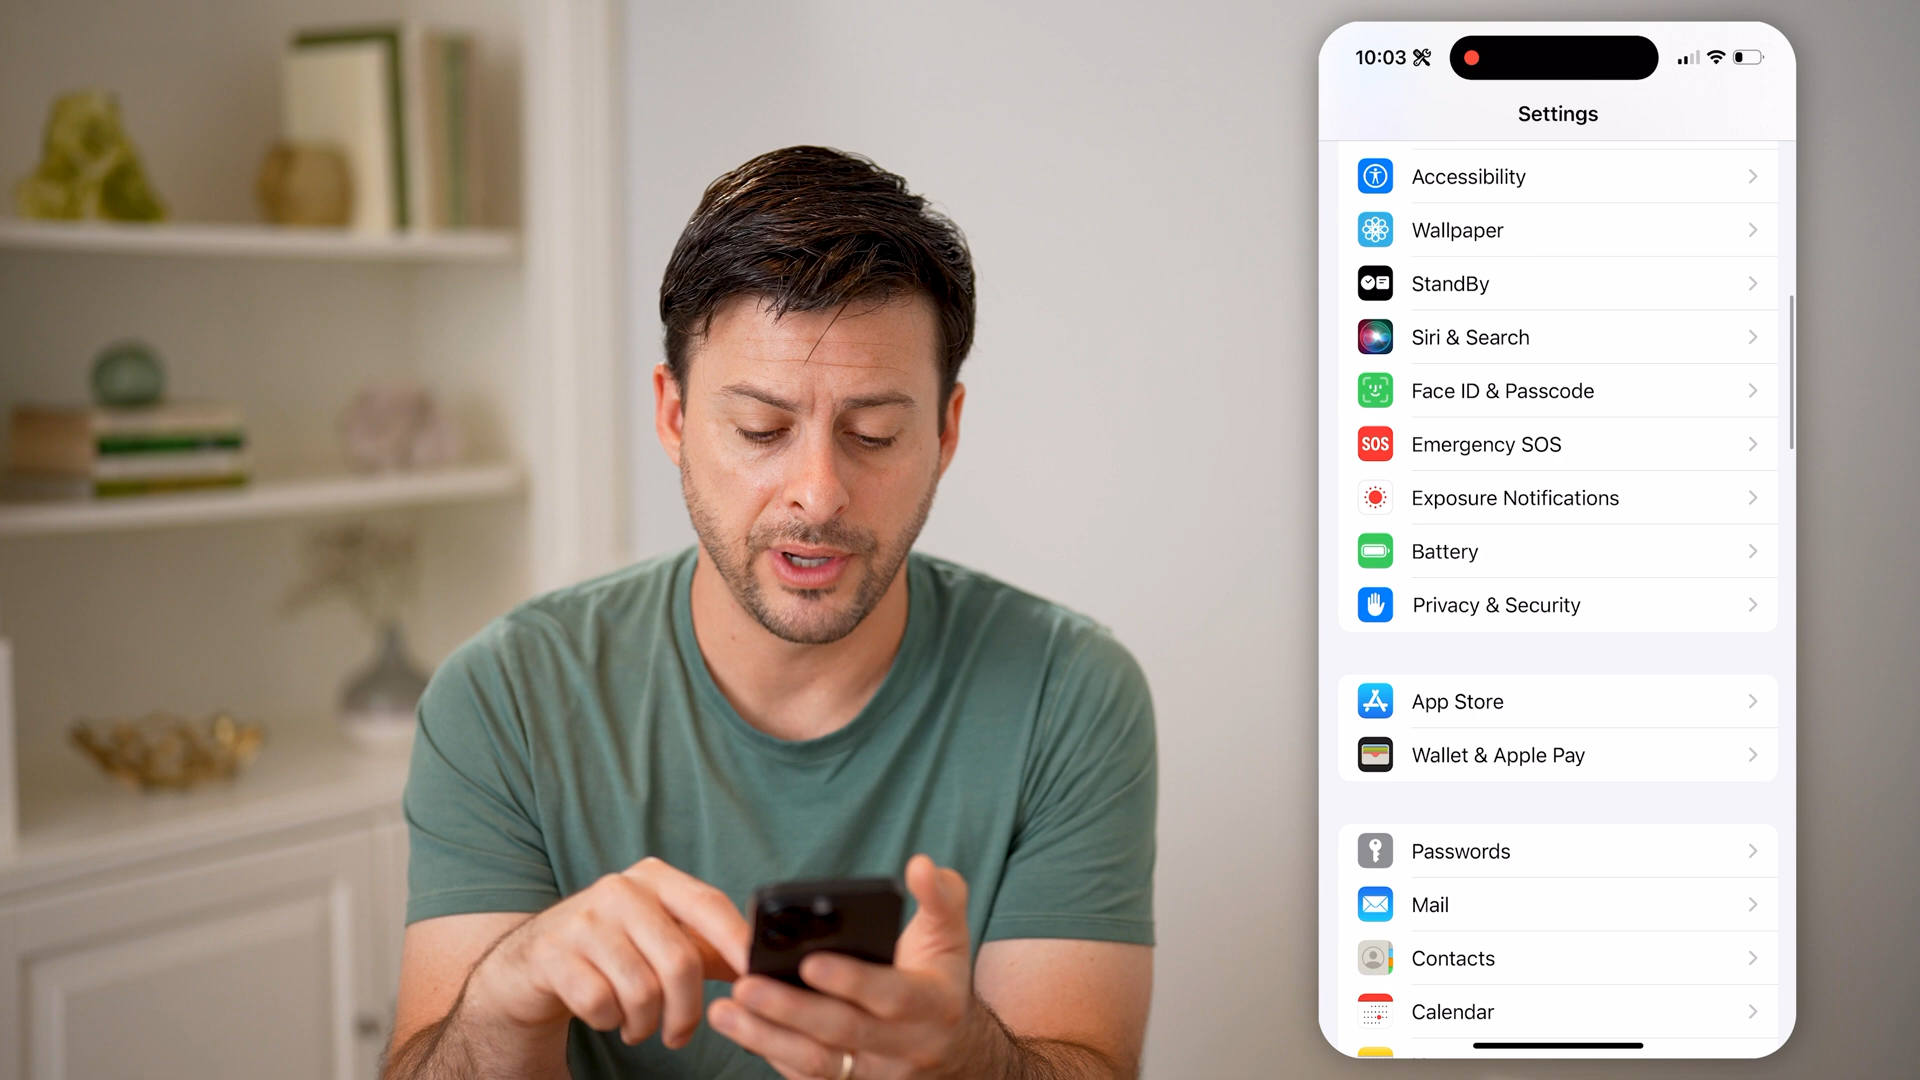 10:03
Settings
Accessibility
Wallpaper
StandBy
Siri & Search
Face ID & Passcode
SOS Emergency SOS
Exposure Notifications
Battery
Privacy & Security
App Store
Wallet & Apple Pay
Passwords
Mail
Contacts
Calendar